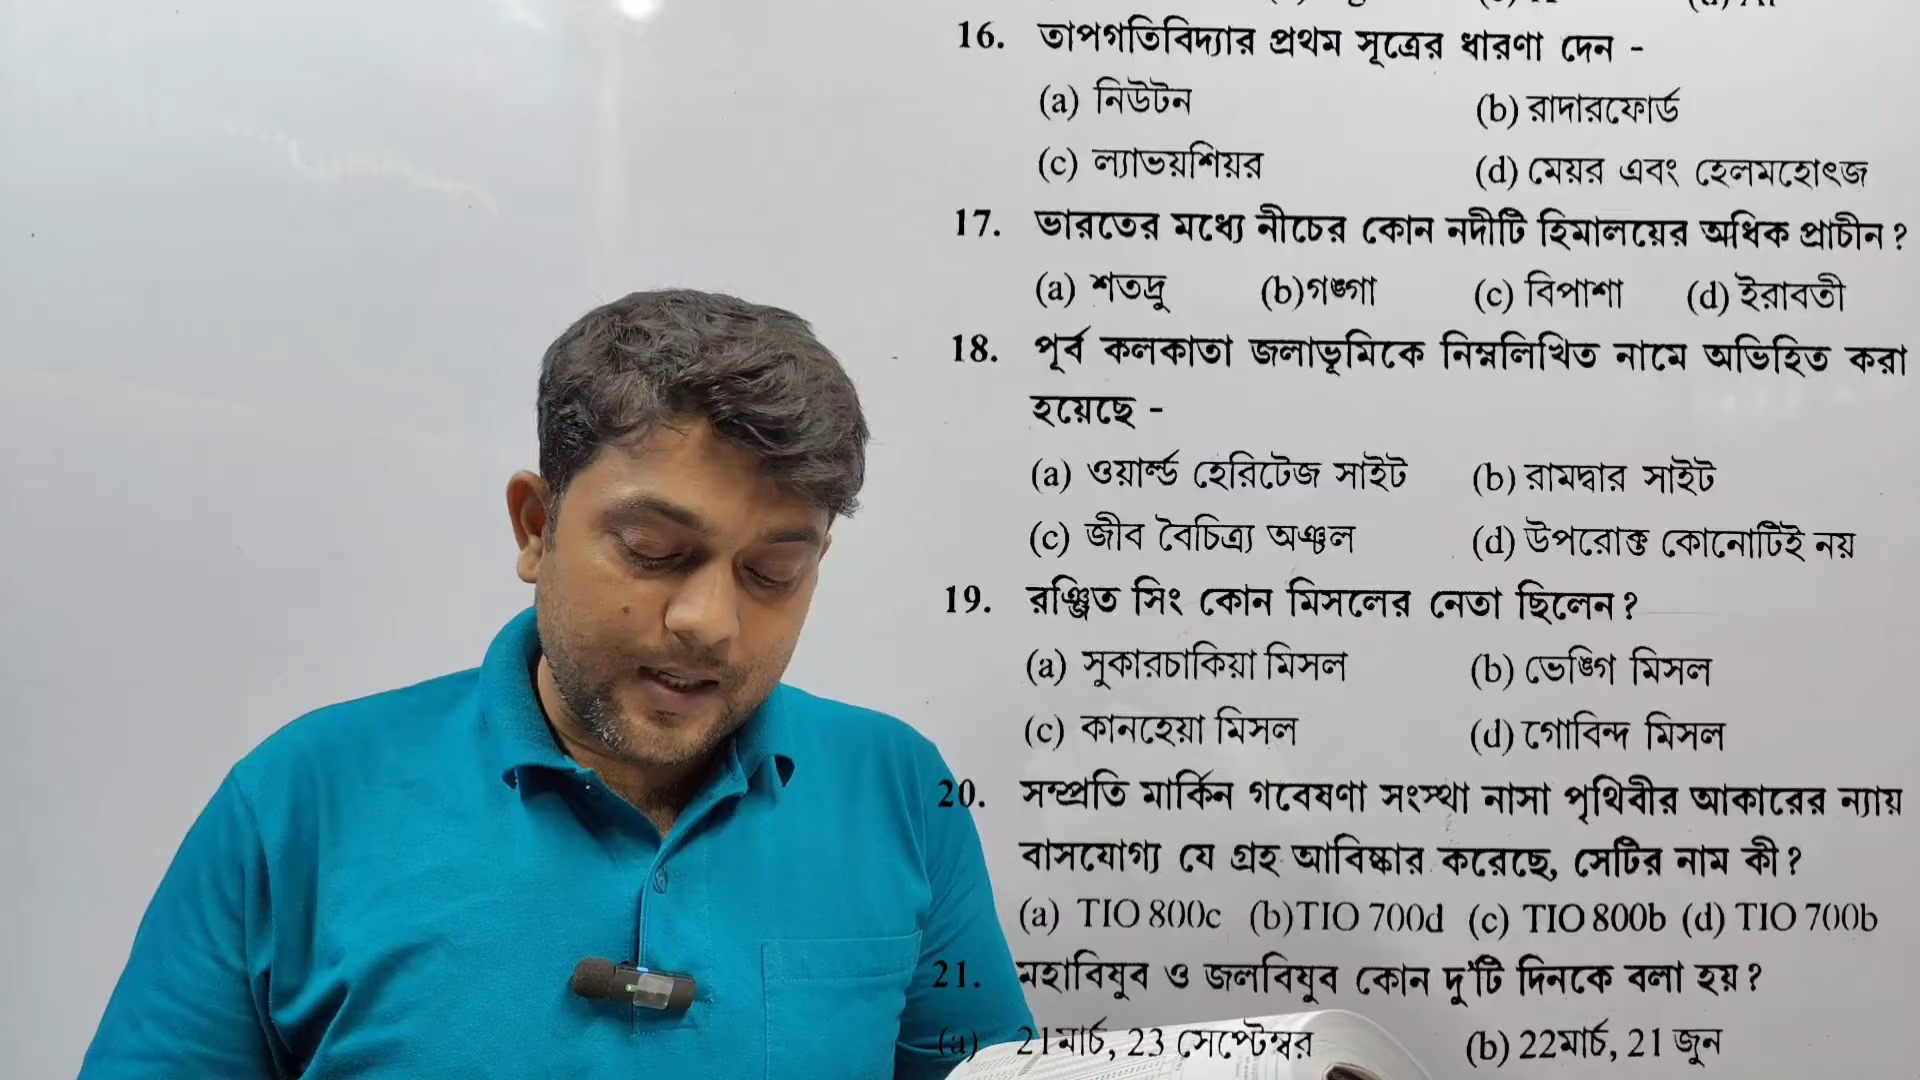 16. তাপগতিবিদ্যার প্রথম সূত্রের ধারণা দেন -
(a) নিউটন (b) রাদারফোর্ড
(c) ল্যাভয়শিয়র (d) মেয়র এবং হেলমহোৎজ
17. ভারতের মধ্যে নীচের কোন নদীটি হিমালয়ের অধিক প্রাচীন ?
(a) শতদ্রু (b) গঙ্গা (c) বিপাশা (d) ইরাবতী
18. পূর্ব কলকাতা জলাভূমিকে নিম্নলিখিত নামে অভিহিত করা
হয়েছে -
(a) ওয়ার্ল্ড হেরিটেজ সাইট (b) রামদ্বার সাইট
(c) জীব বৈচিত্র্য অঞ্চল (d) উপরোক্ত কোনোটিই নয়
19. রঞ্জিত সিং কোন মিসলের নেতা ছিলেন ?
(a) সুকারচাকিয়া মিসল (b) ভেঙ্গি মিসল
(c) কানহেয়া মিসল (d) গোবিন্দ মিসল
20. সম্প্রতি মার্কিন গবেষণা সংস্থা নাসা পৃথিবীর আকারের ন্যায়
বাসযোগ্য যে গ্রহ আবিষ্কার করেছে, সেটির নাম কী ?
(a) TIO 800c (b) TIO 700d (c) TIO 800b (d) TIO 700b
21. মহাবিষুব ও জলবিষুব কোন দু'টি দিনকে বলা হয় ?
(a) 21মার্চ, 23 সেপ্টেম্বর (b) 22মার্চ, 21 জুন